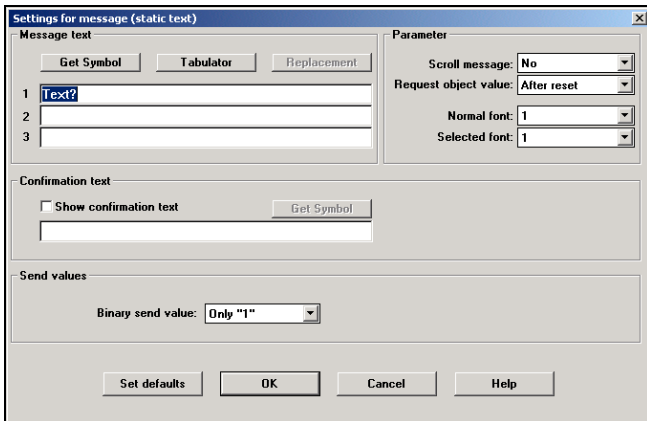 Settings for message (static text)
Message text
Get Symbol Tabulator Replacement
1 Text?
2
3
Parameter
Scroll message: No
Request object value: After reset
Normal font: 1
Selected font: 1
Confirmation text
Show confirmation text Get Symbol
Send values
Binary send value: Only "1"
Set defaults OK Cancel Help